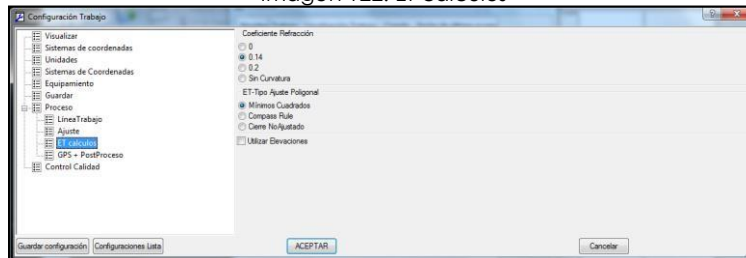 Imagen 122. ET Cálculos
Configuración Trabajo
Visualizar
Sistemas de coordenadas
Unidades
Sistemas de Coordenadas
Equipamiento
Guardar
Proceso
LíneaTrabajo
Ajuste
ET calculos
GPS + PostProceso
Control Calidad
Coeficiente Refracción
0
0.14
0.2
Sin Curvatura
ET-Tipo Ajuste Poligonal
Mínimos Cuadrados
Compass Rule
Cierre NoAjustado
Utilizar Elevaciones
Guardar configuración
Configuraciones Lista
ACEPTAR
Cancelar